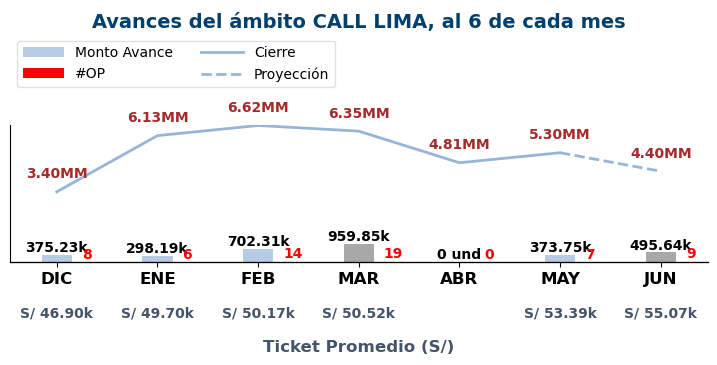 Avances del ámbito CALL LIMA, al 6 de cada mes
Monto Avance
#OP
Cierre
Proyección
3.40MM
6.13MM
6.62MM
6.35MM
4.81MM
5.30MM
4.40MM
375.23k 8
298.19k 6
702.31k 14
959.85k 19
0 und 0
373.75k 7
495.64k 9
DIC ENE FEB MAR ABR MAY JUN
S/ 46.90k S/ 49.70k S/ 50.17k S/ 50.52k S/ 53.39k S/ 55.07k
Ticket Promedio (S/)